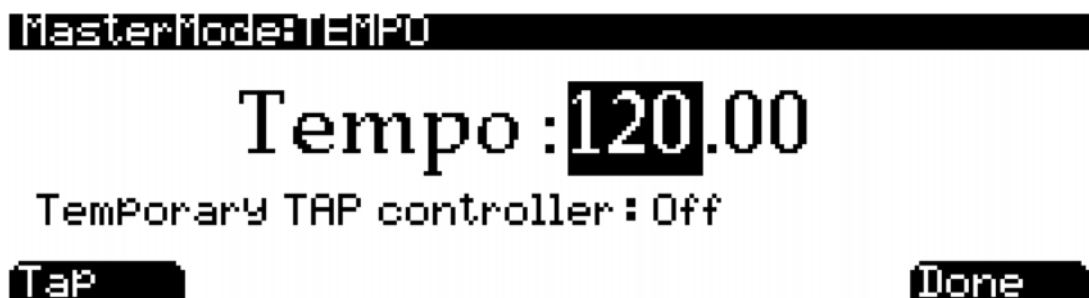 MasterMode:TEMPO
Tempo :120.00
Temporary TAP controller: Off
Tap Done